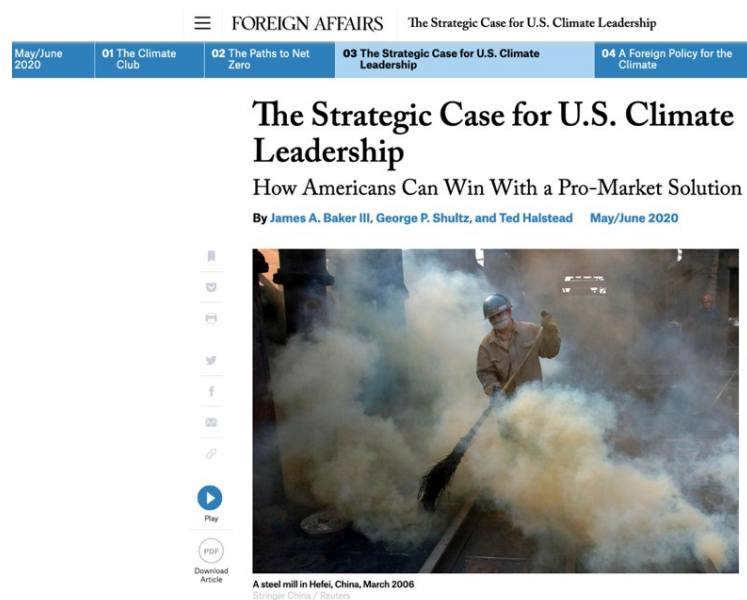 FOREIGN AFFAIRS
The Strategic Case for U.S. Climate Leadership
May/June
2020
01 The Climate
Club
02 The Paths to Net
Zero
03 The Strategic Case for U.S. Climate
Leadership
04 A Foreign Policy for the
Climate
The Strategic Case for U.S. Climate
Leadership
How Americans Can Win With a Pro-Market Solution
By James A. Baker III, George P. Shultz, and Ted Halstead May/June 2020
Play
PDF
Download
Article
A steel mill in Hefei, China, March 2006
Stringer China / Reuters